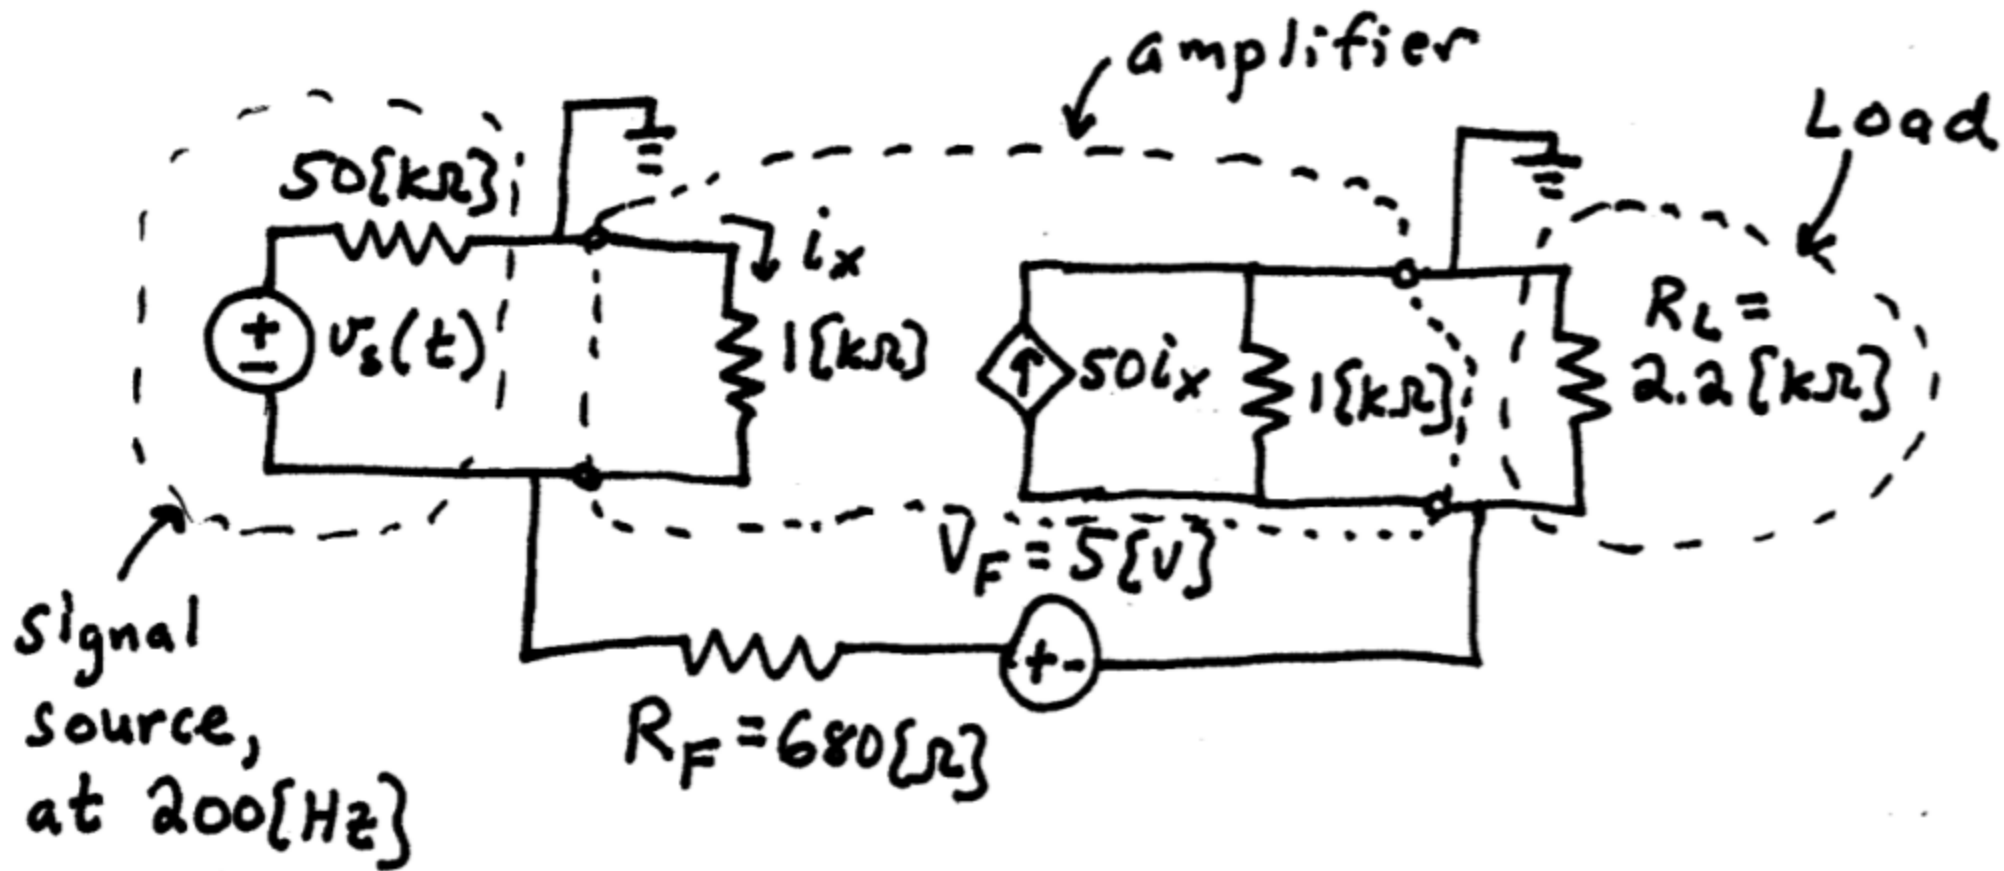 amplifier
Load
50{kΩ}
i_x
+
-
v_s(t)
1{kΩ}
50i_x
1{kΩ}
R_L =
2.2{kΩ}
V_F = 5{V}
+ -
R_F = 680{Ω}
signal
source,
at 200{Hz}